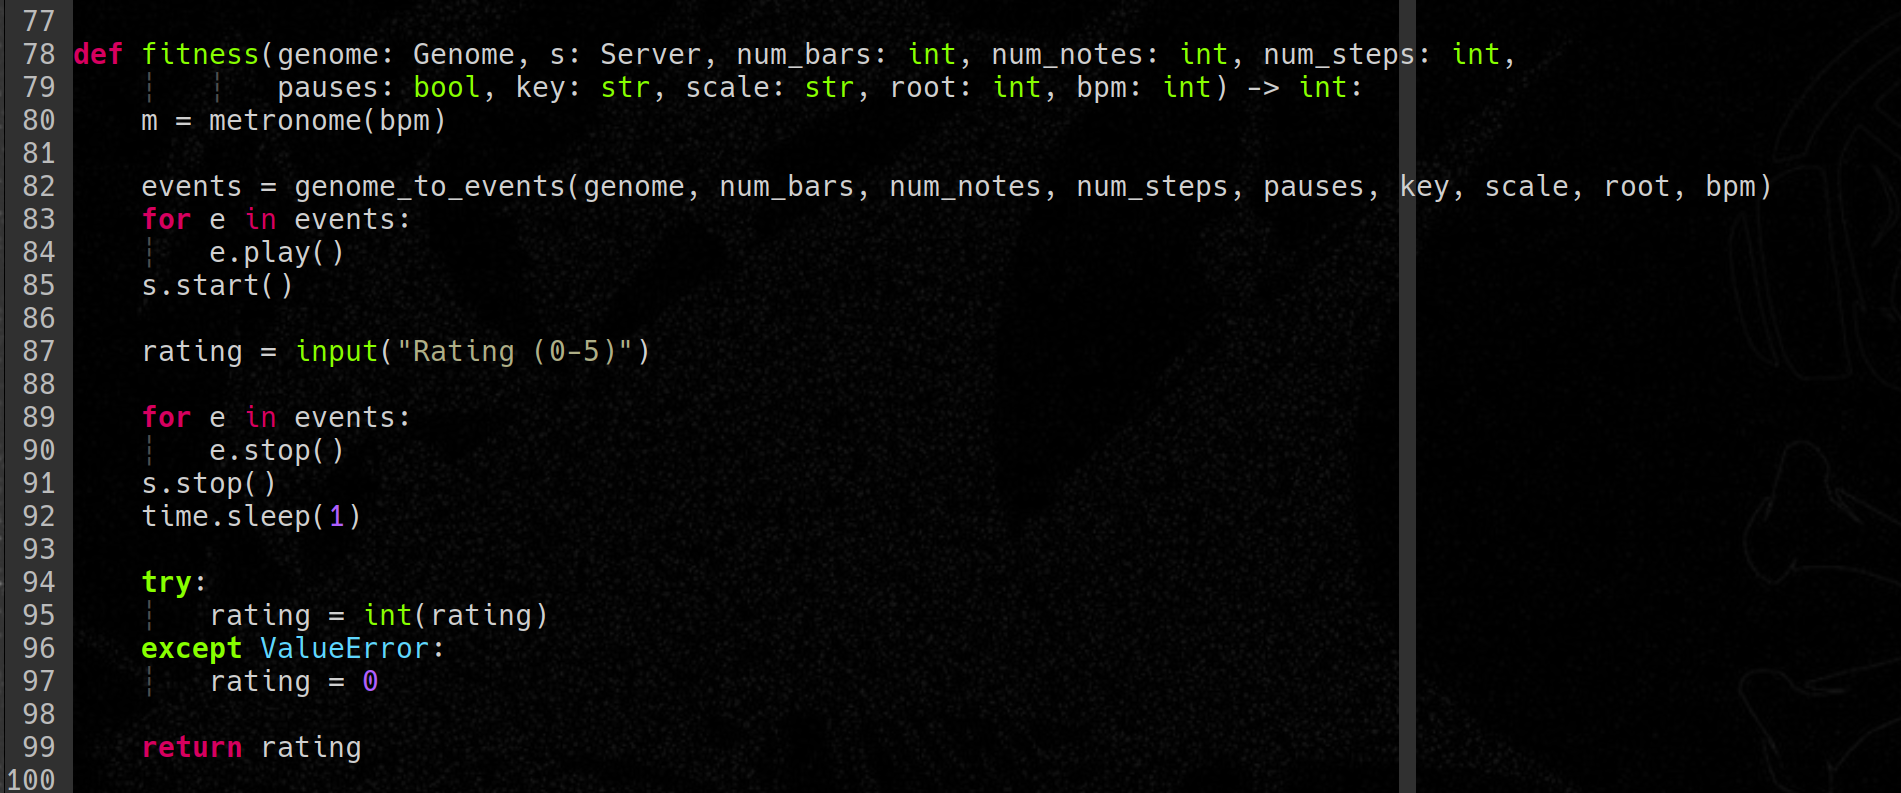 77
78 def fitness(genome: Genome, s: Server, num_bars: int, num_notes: int, num_steps: int,
79             pauses: bool, key: str, scale: str, root: int, bpm: int) -> int:
80     m = metronome(bpm)
81
82     events = genome_to_events(genome, num_bars, num_notes, num_steps, pauses, key, scale, root, bpm)
83     for e in events:
84         e.play()
85     s.start()
86
87     rating = input("Rating (0-5)")
88
89     for e in events:
90         e.stop()
91     s.stop()
92     time.sleep(1)
93
94     try:
95         rating = int(rating)
96     except ValueError:
97         rating = 0
98
99     return rating
100